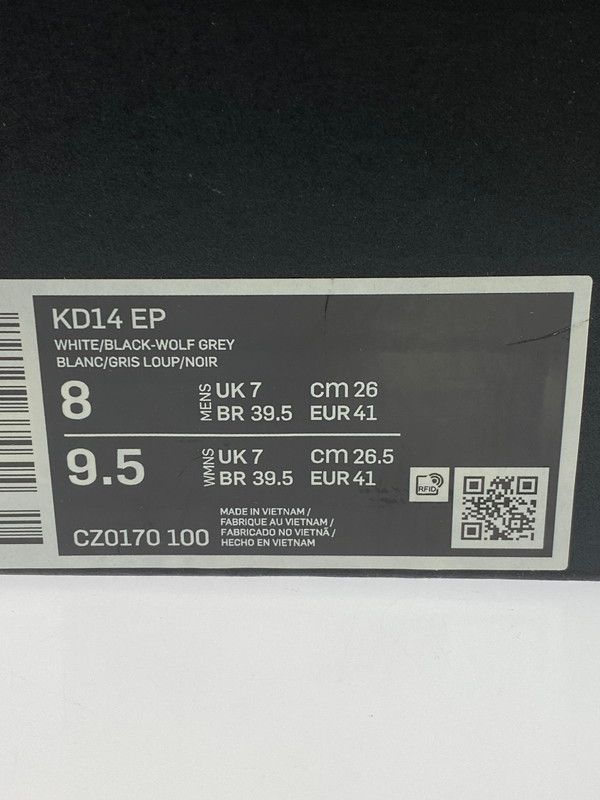 KD14 EP
WHITE/BLACK-WOLF GREY
BLANC/GRIS LOUP/NOIR
8 MENS UK 7 cm 26
BR 39.5 EUR 41
9.5 WMNS UK 7 cm 26.5
BR 39.5 EUR 41
RFID
CZ0170 100
MADE IN VIETNAM /
FABRIQUE AU VIETNAM /
FABRICADO NO VIETNÃ /
HECHO EN VIETNAM